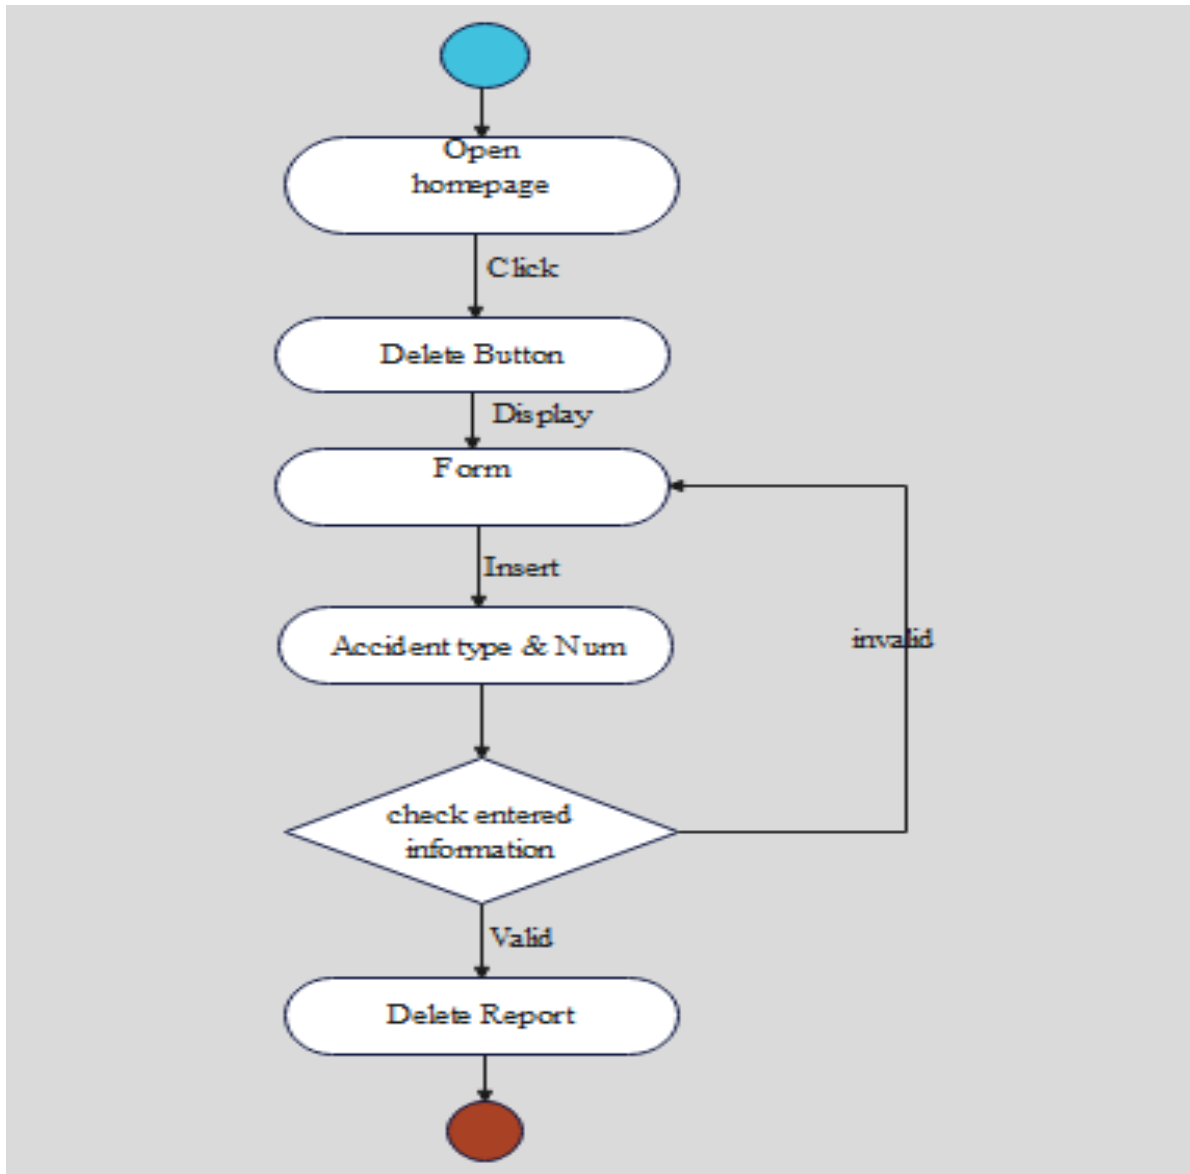 Open
homepage
Click
Delete Button
Display
Form
Insert
Accident type & Num
invalid
check entered
information
Valid
Delete Report